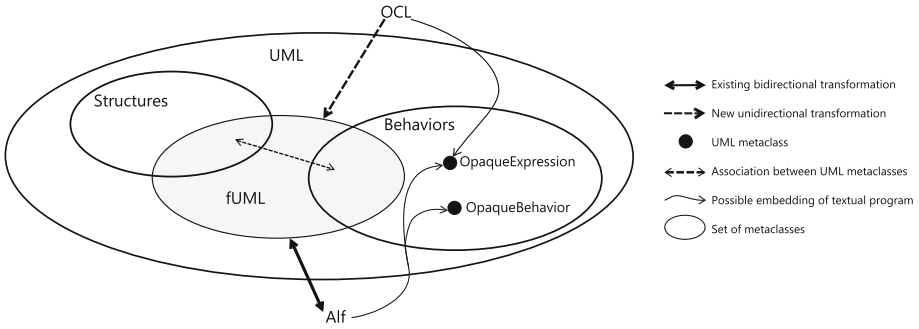 OCL
UML
Structures
Behaviors
OpaqueExpression
fUML
OpaqueBehavior
Alf
Existing bidirectional transformation
New unidirectional transformation
UML metaclass
Association between UML metaclasses
Possible embedding of textual program
Set of metaclasses